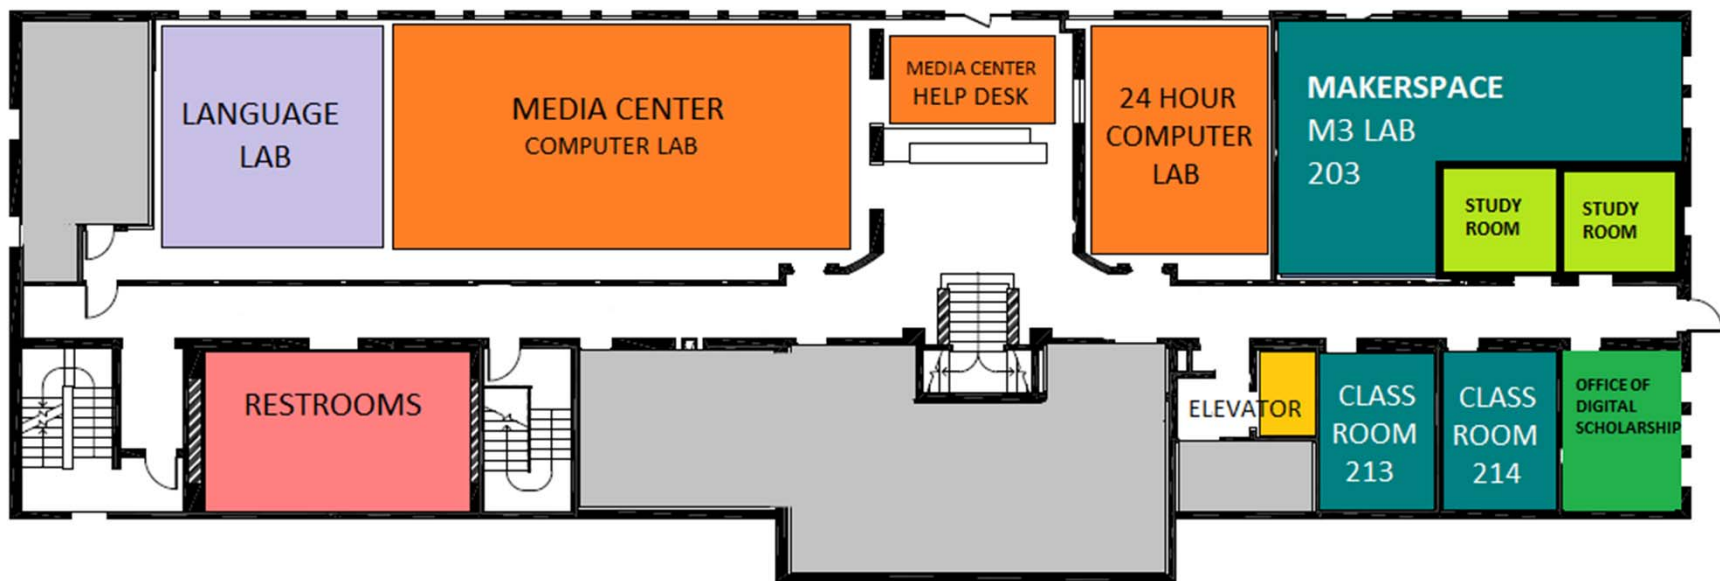 LANGUAGE
LAB
MEDIA CENTER
COMPUTER LAB
MEDIA CENTER
HELP DESK
24 HOUR
COMPUTER
LAB
MAKERSPACE
M3 LAB
203
STUDY
ROOM
STUDY
ROOM
RESTROOMS
ELEVATOR
CLASS
ROOM
213
CLASS
ROOM
214
OFFICE OF
DIGITAL
SCHOLARSHIP